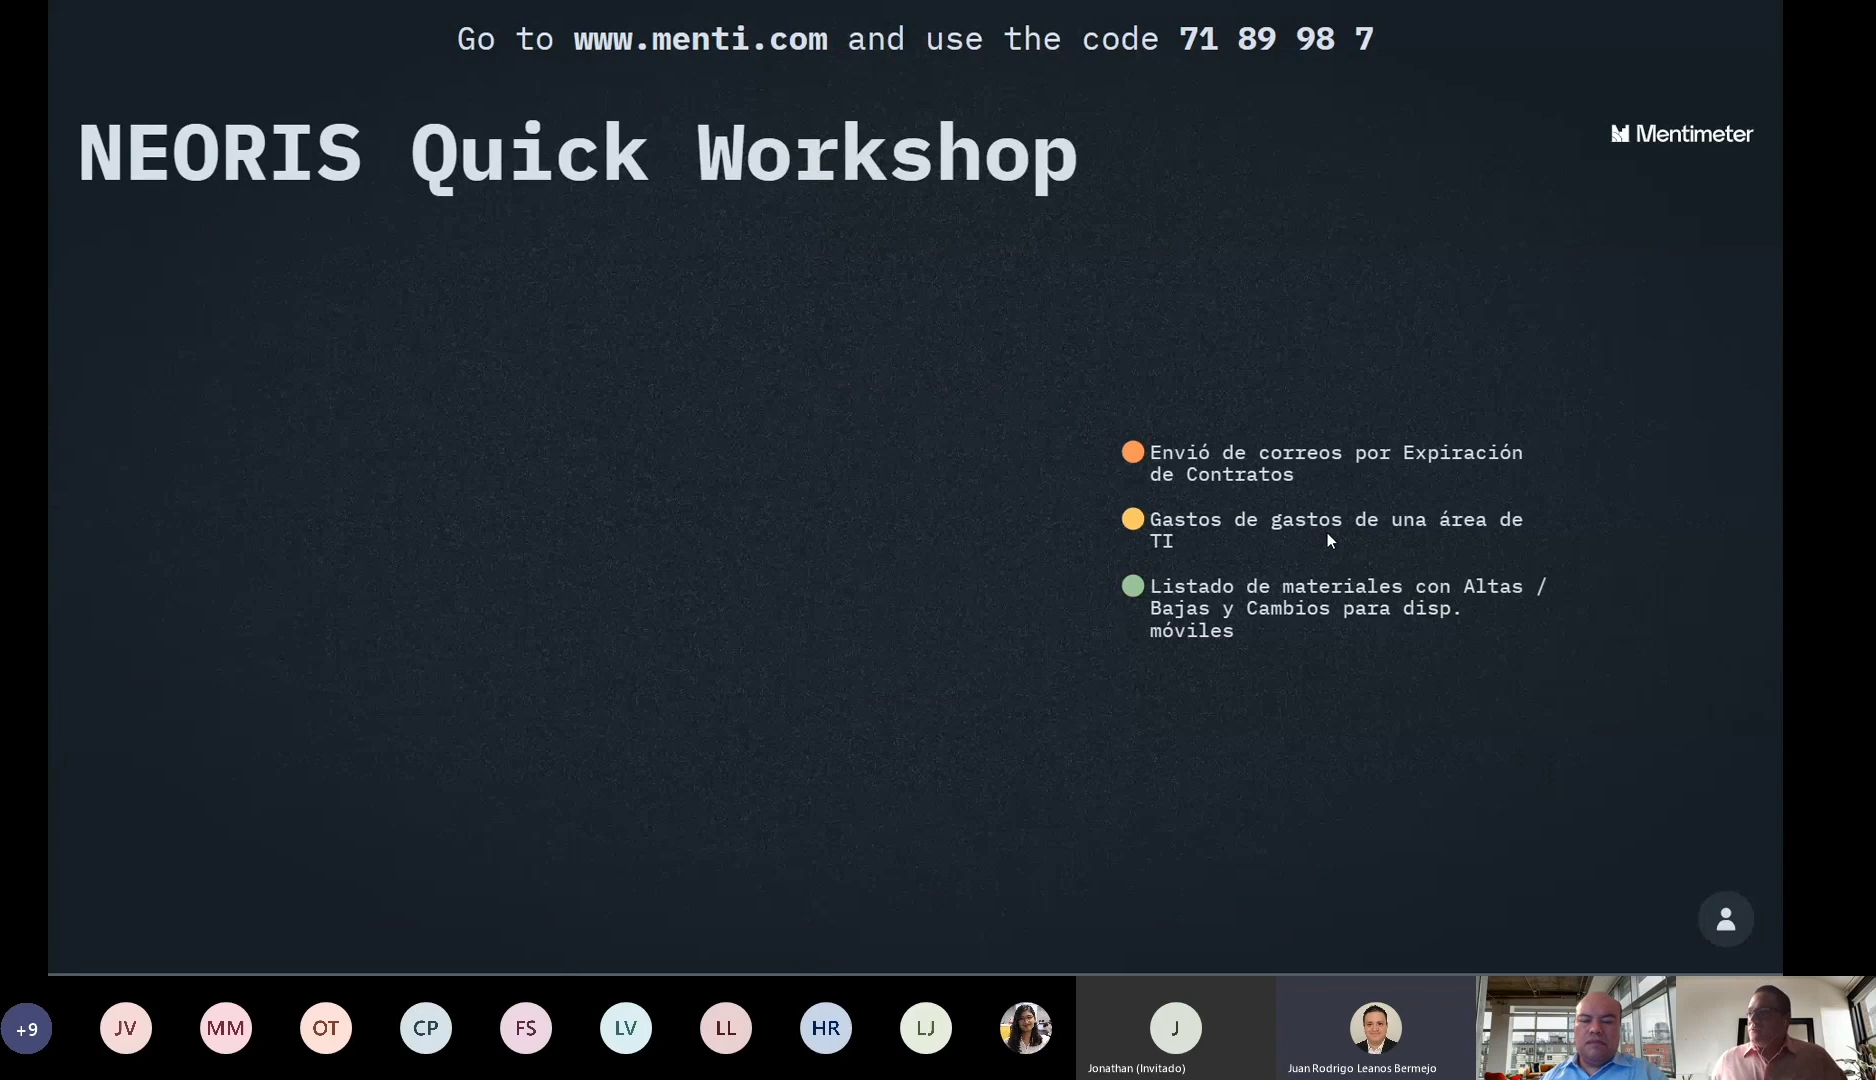 Go to www.menti.com and use the code 71 89 98 7
NEORIS Quick Workshop
Mentimeter
Envió de correos por Expiración
de Contratos
Gastos de gastos de una área de
TI
Listado de materiales con Altas /
Bajas y Cambios para disp.
móviles
+9
JV
MM
OT
CP
FS
LV
LL
HR
LJ
J
Jonathan (Invitado)
Juan Rodrigo Leanos Bermejo